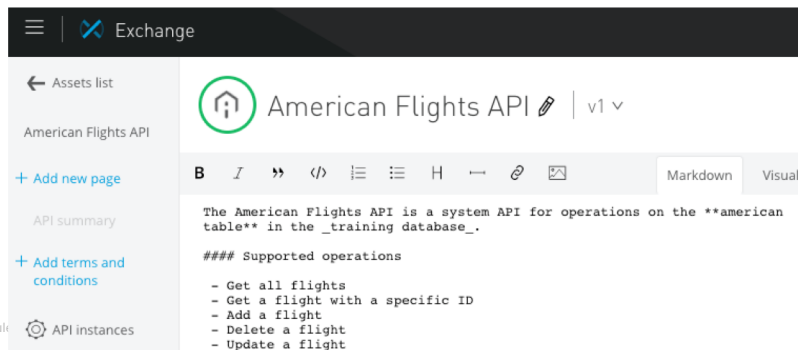 Exchange
Assets list
American Flights API
+ Add new page
API summary
+ Add terms and
conditions
API instances
American Flights API
v1
B I ” </> H
Markdown
Visual
The American Flights API is a system API for operations on the **american
table** in the _training database_.
#### Supported operations
- Get all flights
- Get a flight with a specific ID
- Add a flight
- Delete a flight
- Update a flight